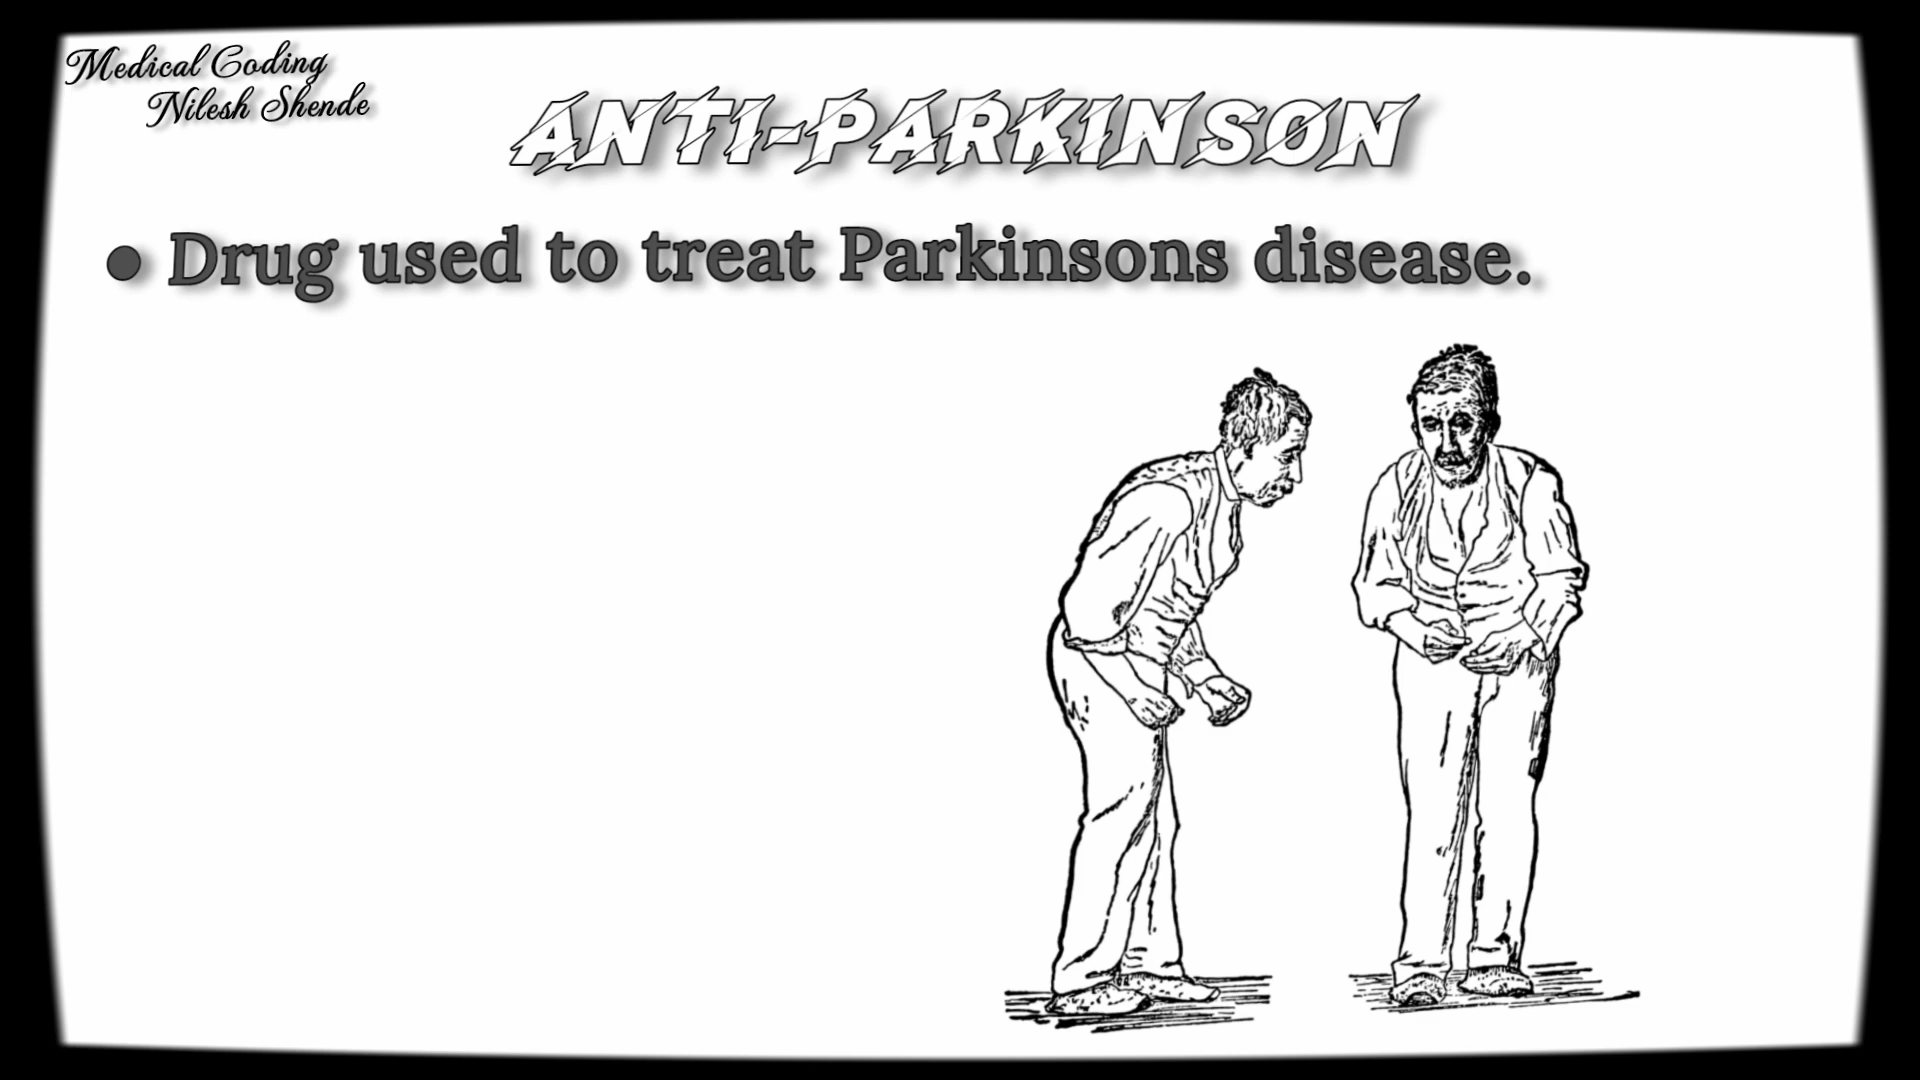 Medical Coding
Nilesh Shende
ANTI-PARKINSON
• Drug used to treat Parkinsons disease.